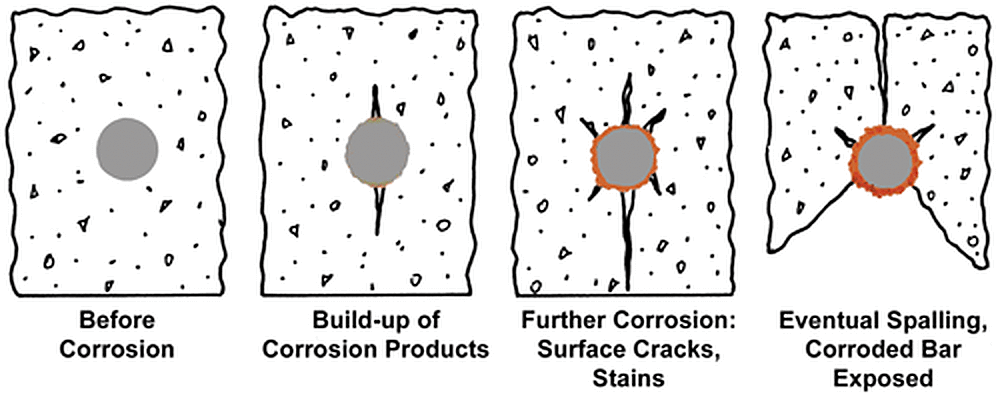 Before
Corrosion
Build-up of
Corrosion Products
Further Corrosion:
Surface Cracks,
Stains
Eventual Spalling,
Corroded Bar
Exposed